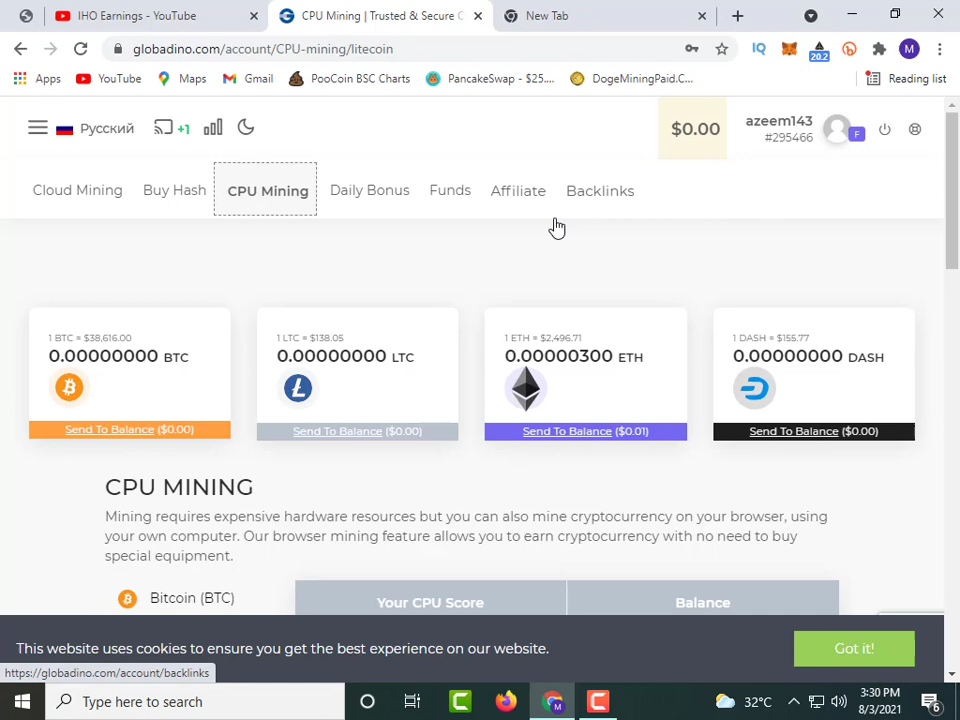 IHO Earnings - YouTube
CPU Mining | Trusted & Secure C
New Tab
globadino.com/account/CPU-mining/litecoin
M
IQ
20.2
Apps
YouTube
Maps
Gmail
PooCoin BSC Charts
PancakeSwap - $25....
DogeMiningPaid.C...
Reading list
Русский
+1
$0.00
azeem143
#295466
F
Cloud Mining
Buy Hash
CPU Mining
Daily Bonus
Funds
Affiliate
Backlinks
1 BTC = $38,616.00
0.00000000 BTC
Send To Balance ($0.00)
1 LTC = $138.05
0.00000000 LTC
Send To Balance ($0.00)
1 ETH = $2,496.71
0.00000300 ETH
Send To Balance ($0.01)
1 DASH = $155.77
0.00000000 DASH
Send To Balance ($0.00)
CPU MINING
Mining requires expensive hardware resources but you can also mine cryptocurrency on your browser, using
your own computer. Our browser mining feature allows you to earn cryptocurrency with no need to buy
special equipment.
Bitcoin (BTC)
Your CPU Score
Balance
This website uses cookies to ensure you get the best experience on our website.
Got it!
https://globadino.com/account/backlinks
Type here to search
32°C
3:30 PM
8/3/2021
6